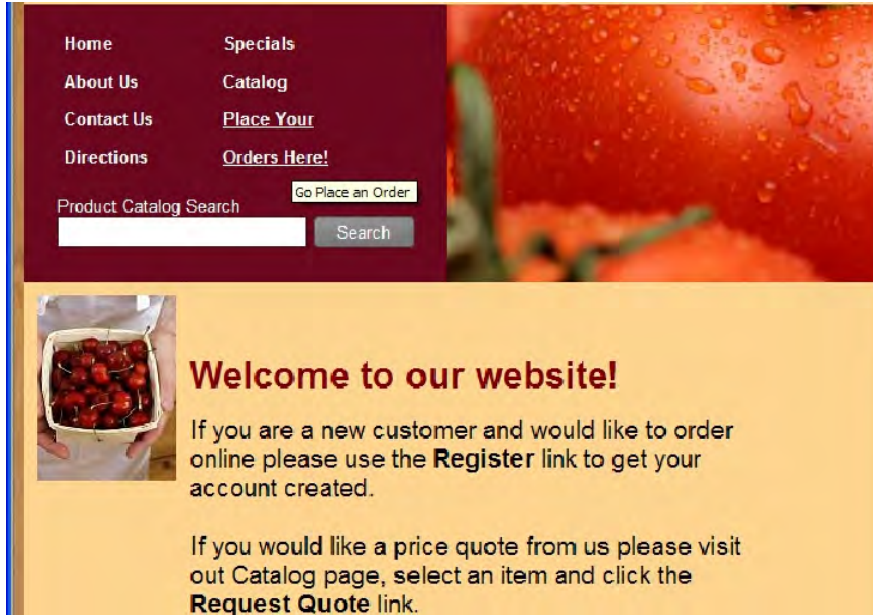 Home
About Us
Contact Us
Directions
Specials
Catalog
Place Your
Orders Here!
Go Place an Order
Product Catalog Search
Search
Welcome to our website!
If you are a new customer and would like to order
online please use the Register link to get your
account created.
If you would like a price quote from us please visit
out Catalog page, select an item and click the
Request Quote link.